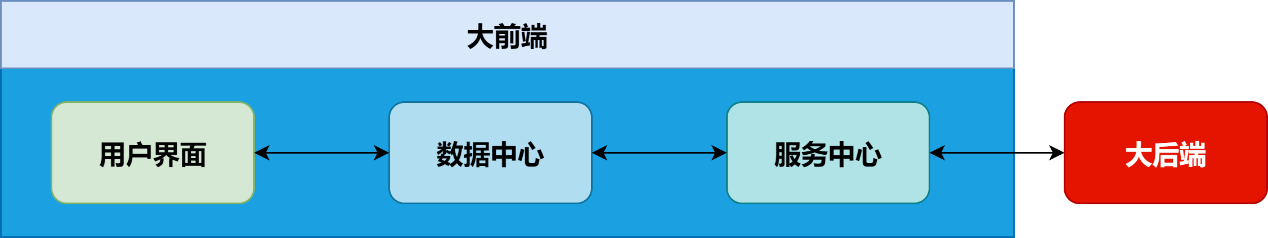 大前端
用户界面
数据中心
服务中心
大后端